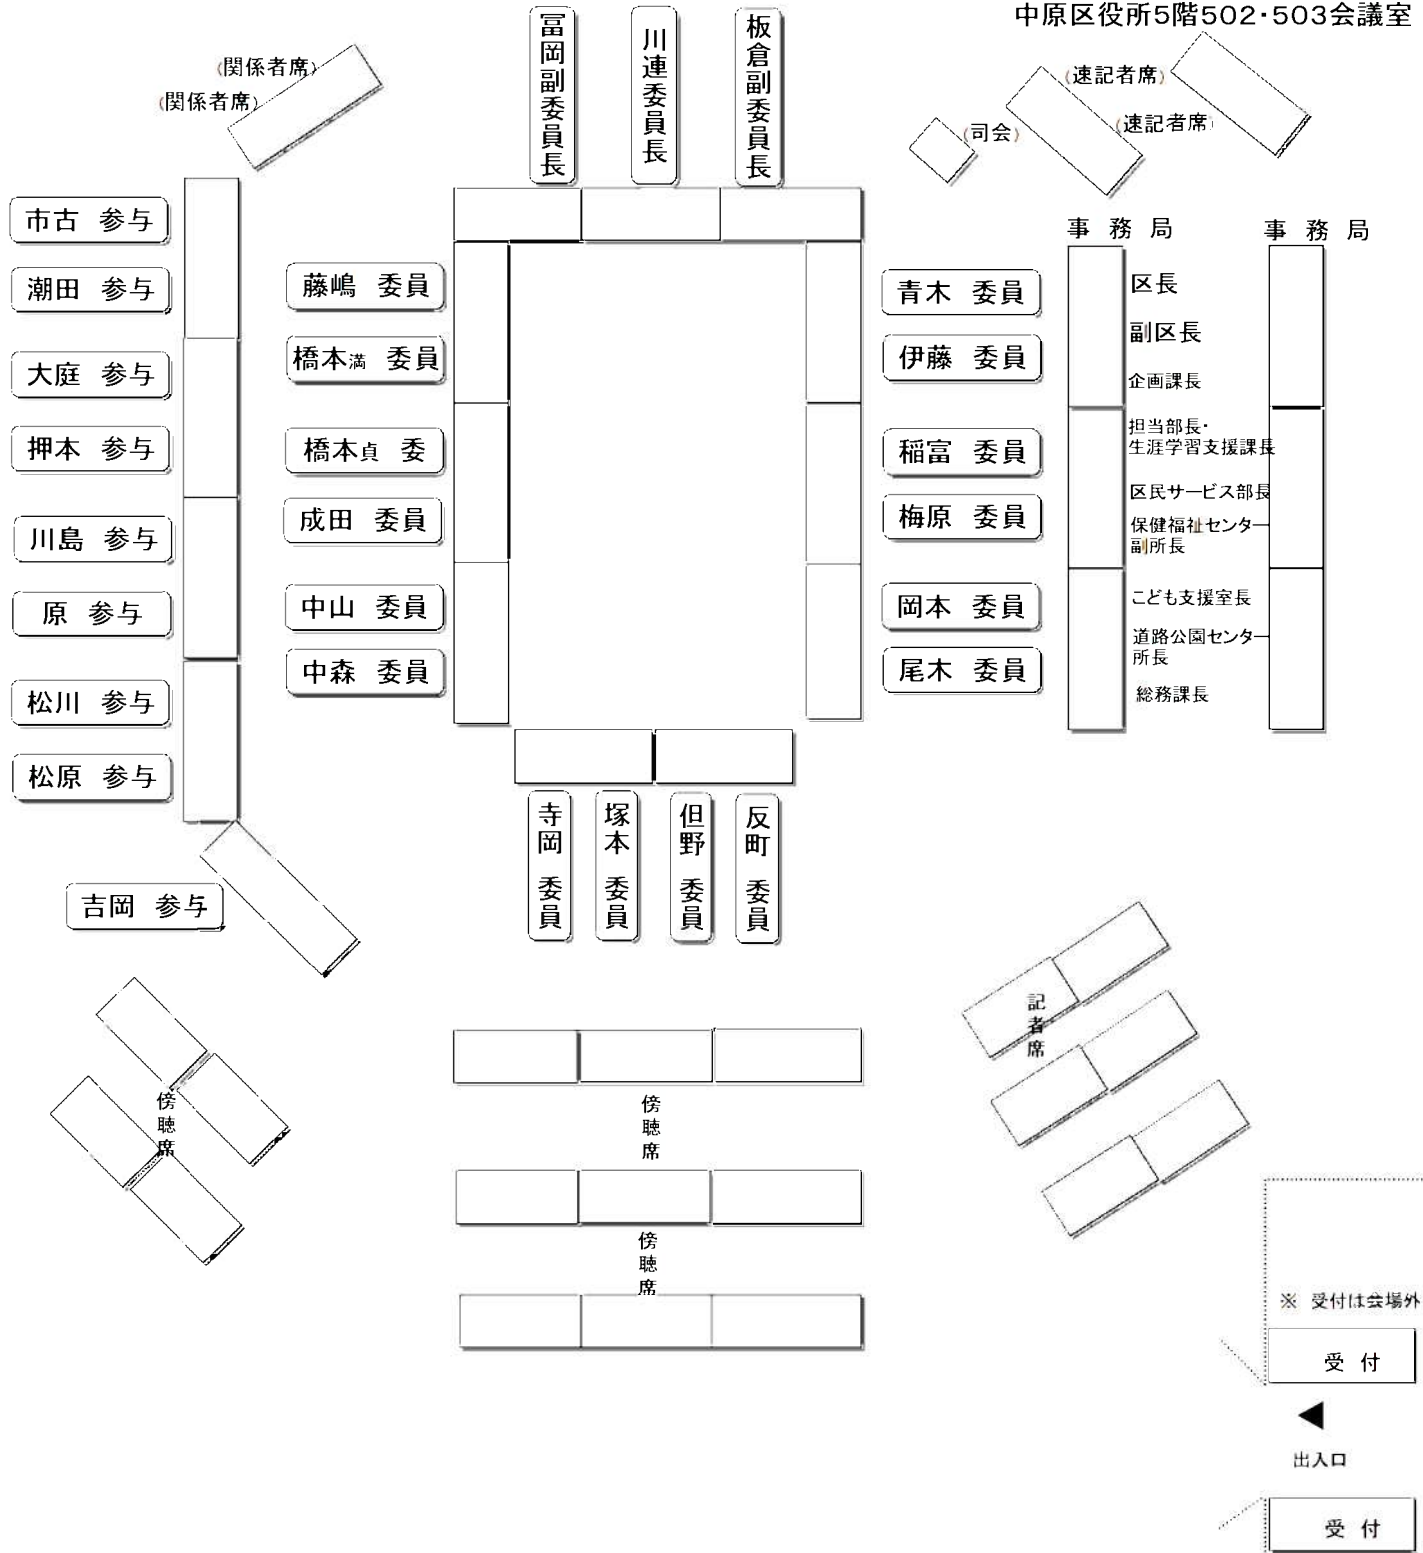 中原区役所5階502・503会議室
冨岡副委員長
川連委員長
板倉副委員長
(関係者席)
(関係者席)
(速記者席)
(速記者席)
(司会)
市古 参与
潮田 参与
大庭 参与
押本 参与
川島 参与
原 参与
松川 参与
松原 参与
吉岡 参与
藤嶋 委員
橋本満 委員
橋本貞 委
成田 委員
中山 委員
中森 委員
青木 委員
伊藤 委員
稲富 委員
梅原 委員
岡本 委員
尾木 委員
事 務 局
事 務 局
区長
副区長
企画課長
担当部長・
生涯学習支援課長
区民サービス部長
保健福祉センター
副所長
こども支援室長
道路公園センター
所長
総務課長
寺岡 委員
塚本 委員
但野 委員
反町 委員
記者席
傍聴席
傍聴席
傍聴席
※ 受付は会場外
受 付
出入口
受 付